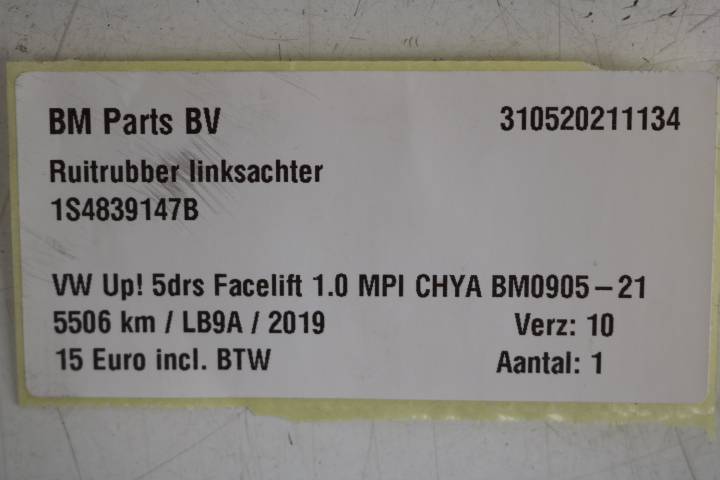 BM Parts BV 310520211134
Ruitrubber linksachter
1S4839147B
VW Up! 5drs Facelift 1.0 MPI CHYA BM0905-21
5506 km / LB9A / 2019 Verz: 10
15 Euro incl. BTW Aantal: 1